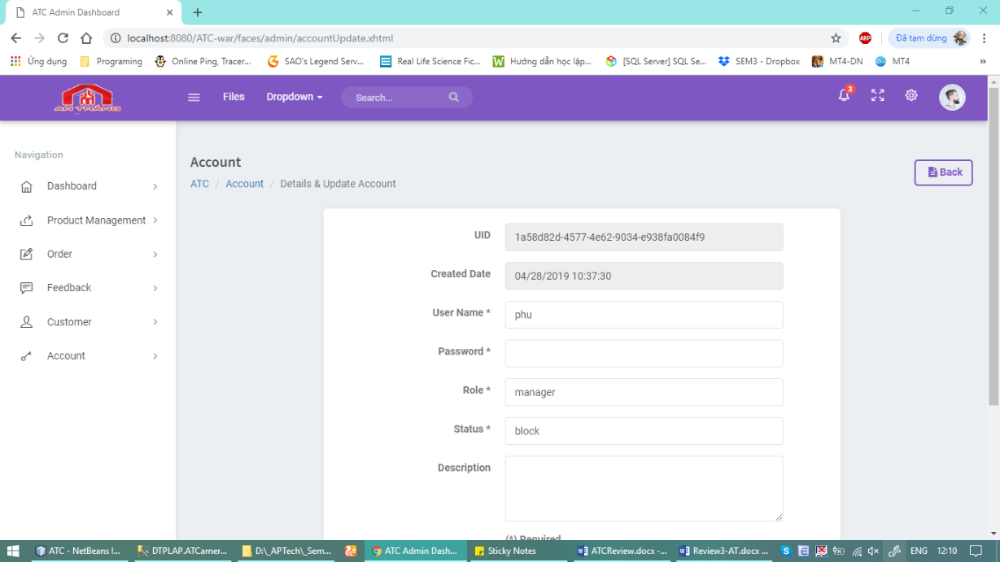 ATC Admin Dashboard
localhost:8080/ATC-war/faces/admin/accountUpdate.xhtml
ABP
Đã tạm dừng
Ứng dụng
Programing
Online Ping, Tracer...
SAO's Legend Serv...
Real Life Science Fic...
W Hướng dẫn học lập...
[SQL Server] SQL Se...
SEM3 - Dropbox
MT4-DN
MT4
»
AN THẮNG
Files
Dropdown
Search...
3
Navigation
Dashboard
Product Management
Order
Feedback
Customer
Account
Account
ATC / Account / Details & Update Account
Back
UID 1a58d82d-4577-4e62-9034-e938fa0084f9
Created Date 04/28/2019 10:37:30
User Name * phu
Password *
Role * manager
Status * block
Description
(*) Required
ATC - NetBeans I...
DTPLAP.ATCamer...
D:\_APTech\_Sem...
ATC Admin Dash...
Sticky Notes
ATCReview.docx -...
Review3-AT.docx ...
ENG
12:10